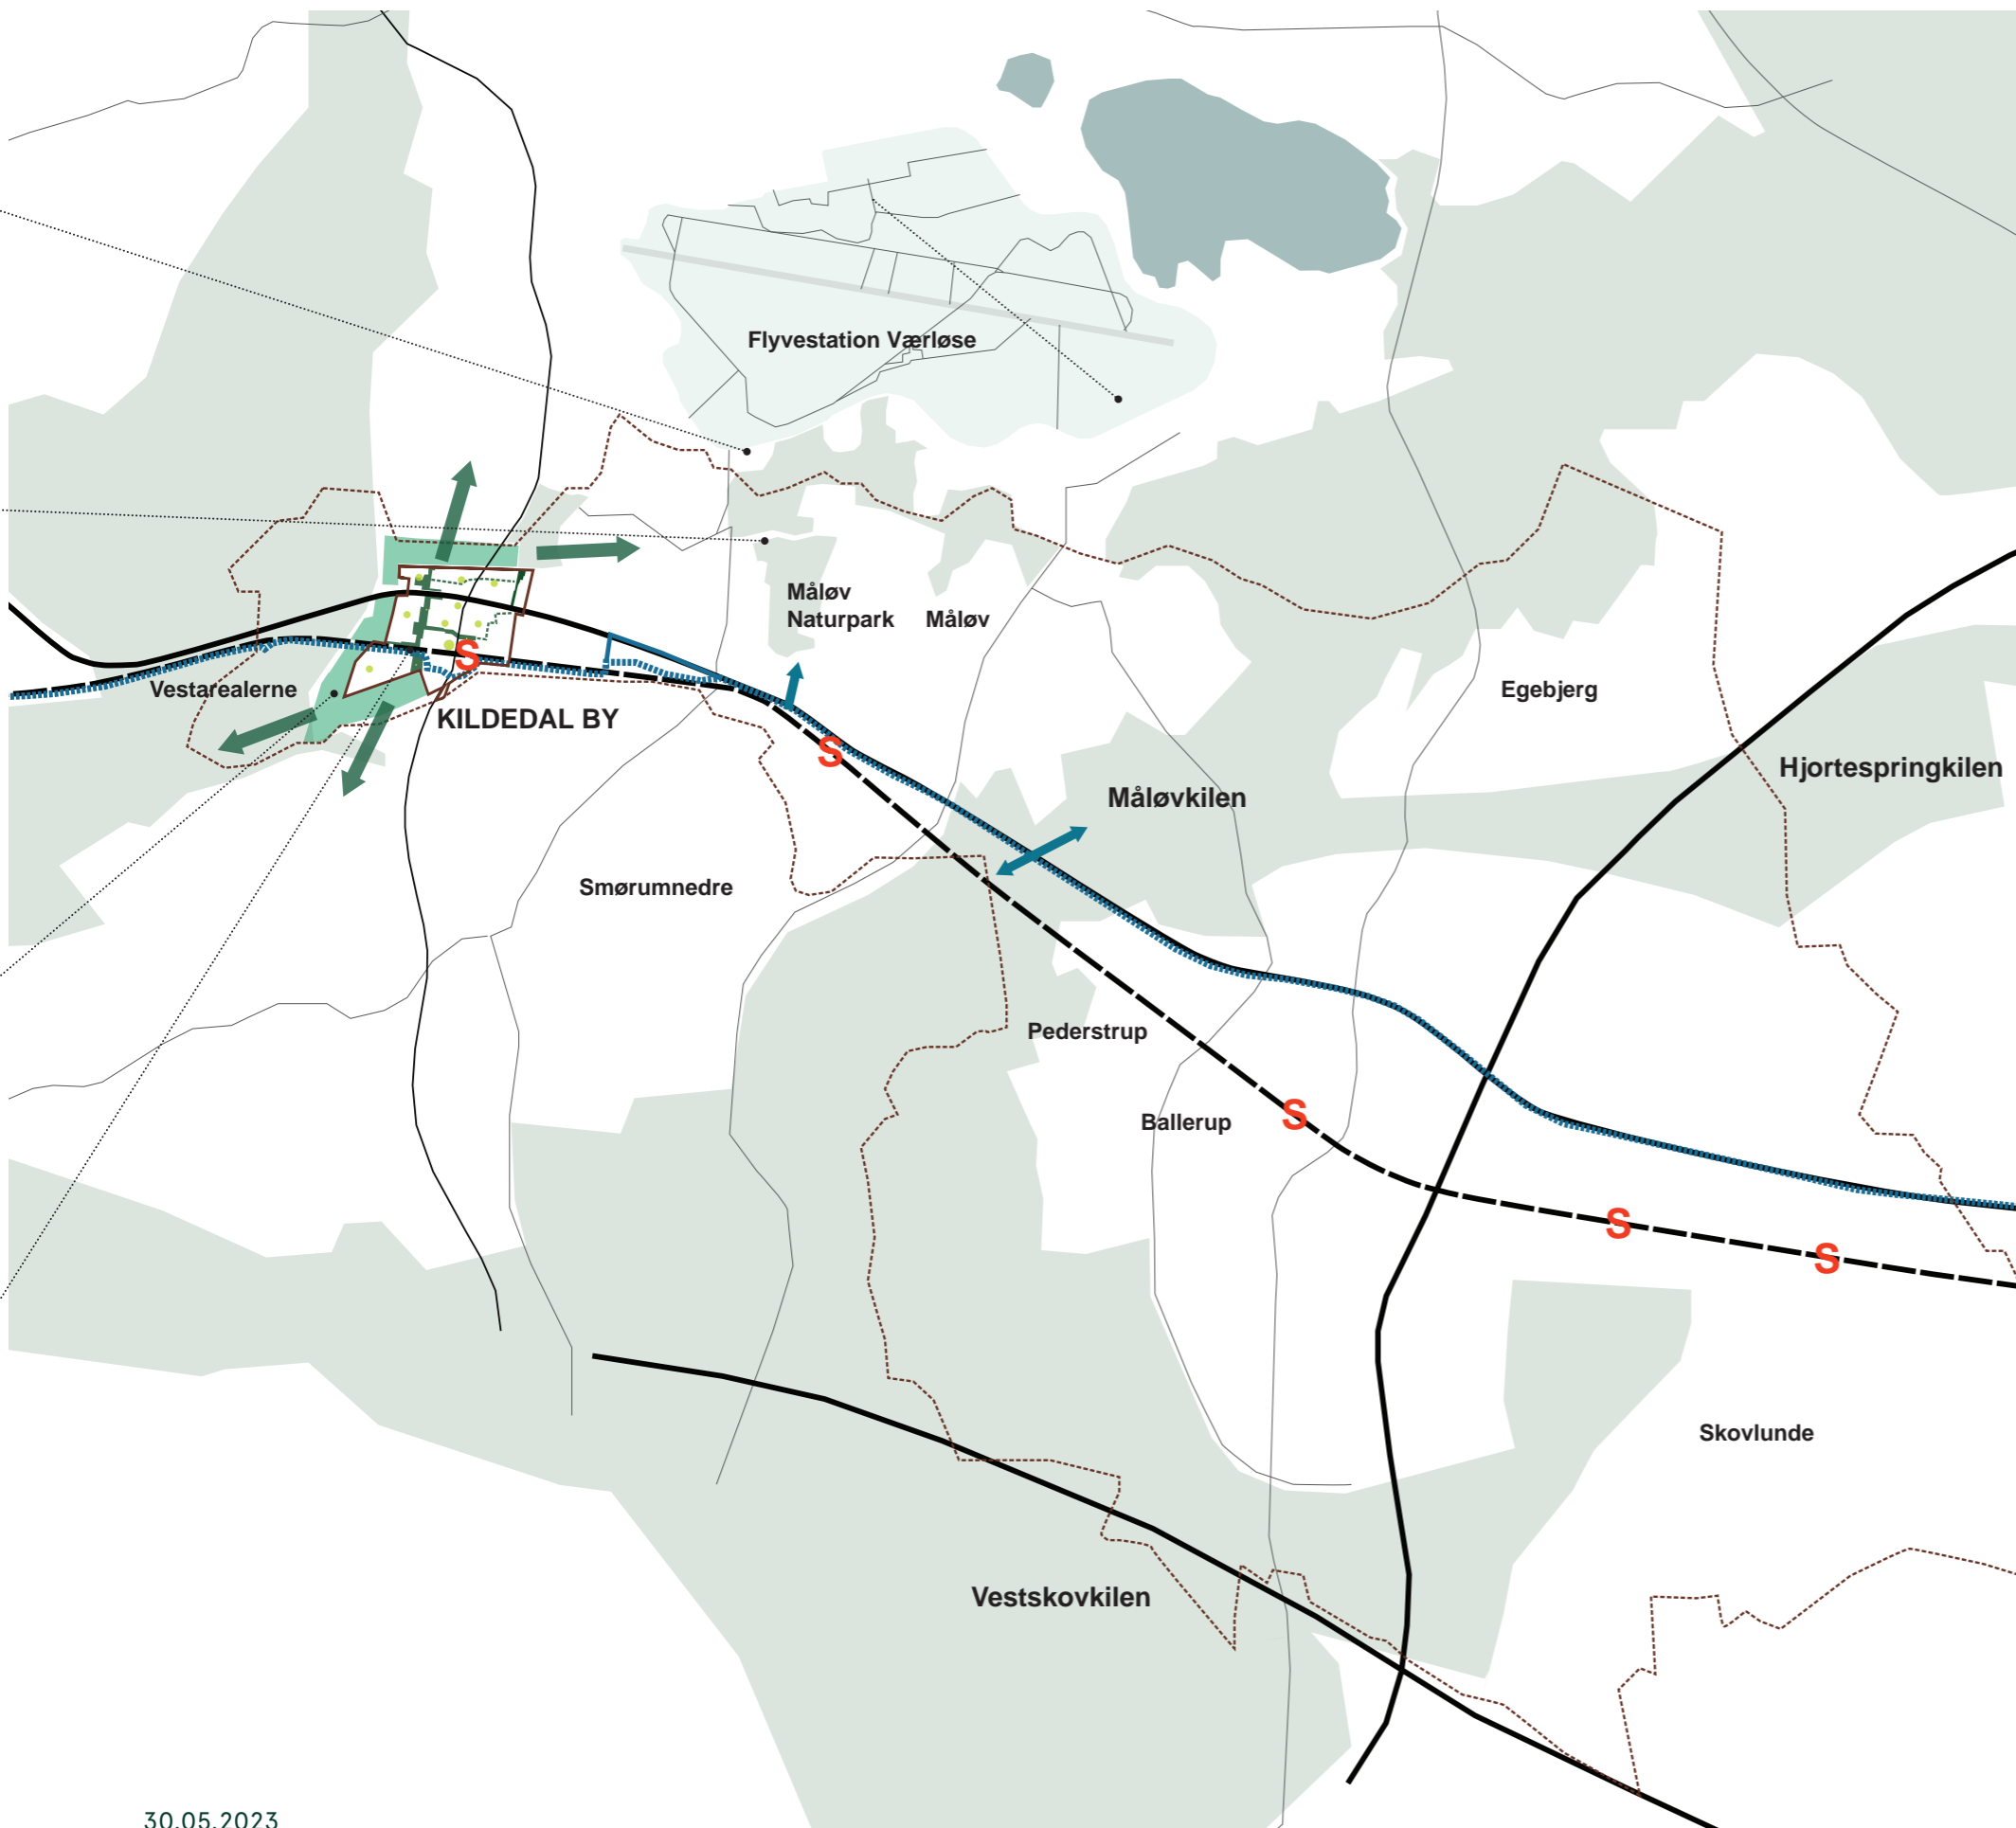 Flyvestation Værløse
Måløv
Naturpark
Måløv
Vestarealerne
S
Egebjerg
KILDEDAL BY
S
Hjortespringkilen
Måløvkilen
Smørumnedre
Pederstrup
Ballerup
S
S
S
Skovlunde
Vestskovkilen
30.05.2023